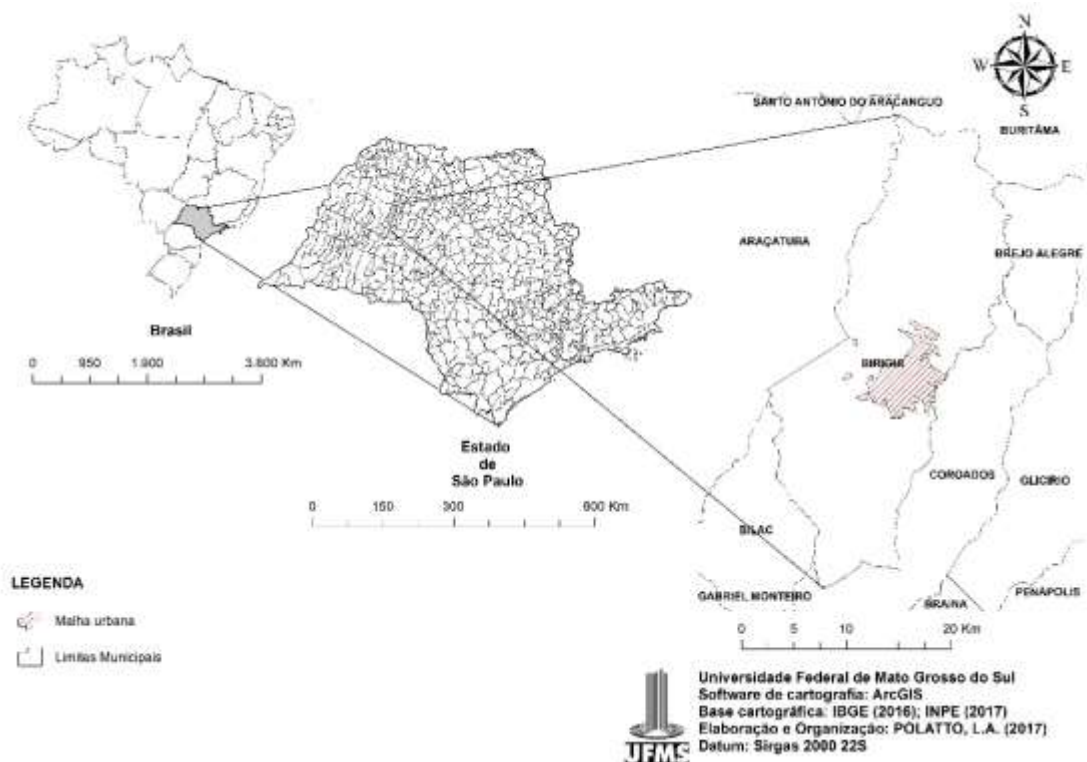 N
W E
S
SANTO ANTÔNIO DO ARAÇANGUÓ
BURITÂMA
ARAÇATUBA
BREJO ALEGRE
BIRIGUI
COROADOS
GLICÍRIO
BILAC
GABRIEL MONTEIRO
BRAÚNA
PENÁPOLIS
Brasil
0 950 1.900 3.800 Km
Estado
de
São Paulo
0 150 300 600 Km
0 5 10 20 Km
LEGENDA
Malha urbana
Limites Municipais
UFMS
Universidade Federal de Mato Grosso do Sul
Software de cartografia: ArcGIS
Base cartográfica: IBGE (2016); INPE (2017)
Elaboração e Organização: POLATTO, L.A. (2017)
Datum: Sirgas 2000 22S